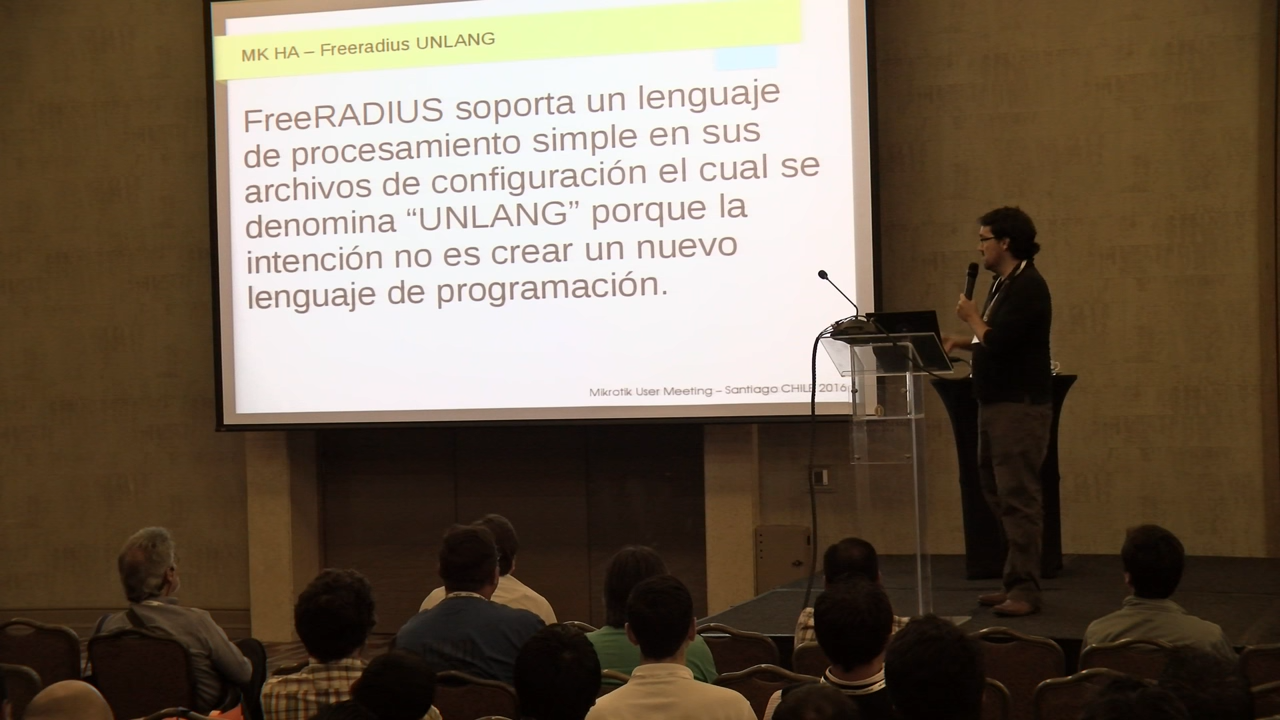 MK HA – Freeradius UNLANG
FreeRADIUS soporta un lenguaje
de procesamiento simple en sus
archivos de configuración el cual se
denomina “UNLANG” porque la
intención no es crear un nuevo
lenguaje de programación.
Mikrotik User Meeting – Santiago CHILE 2016